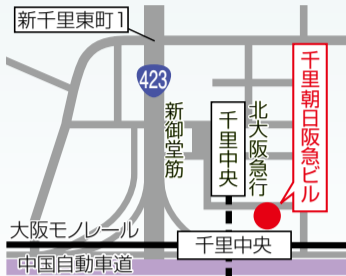 新千里東町1
423
新御堂筋
千里中央
北大阪急行
千里朝日阪急ビル
大阪モノレール
千里中央
中国自動車道